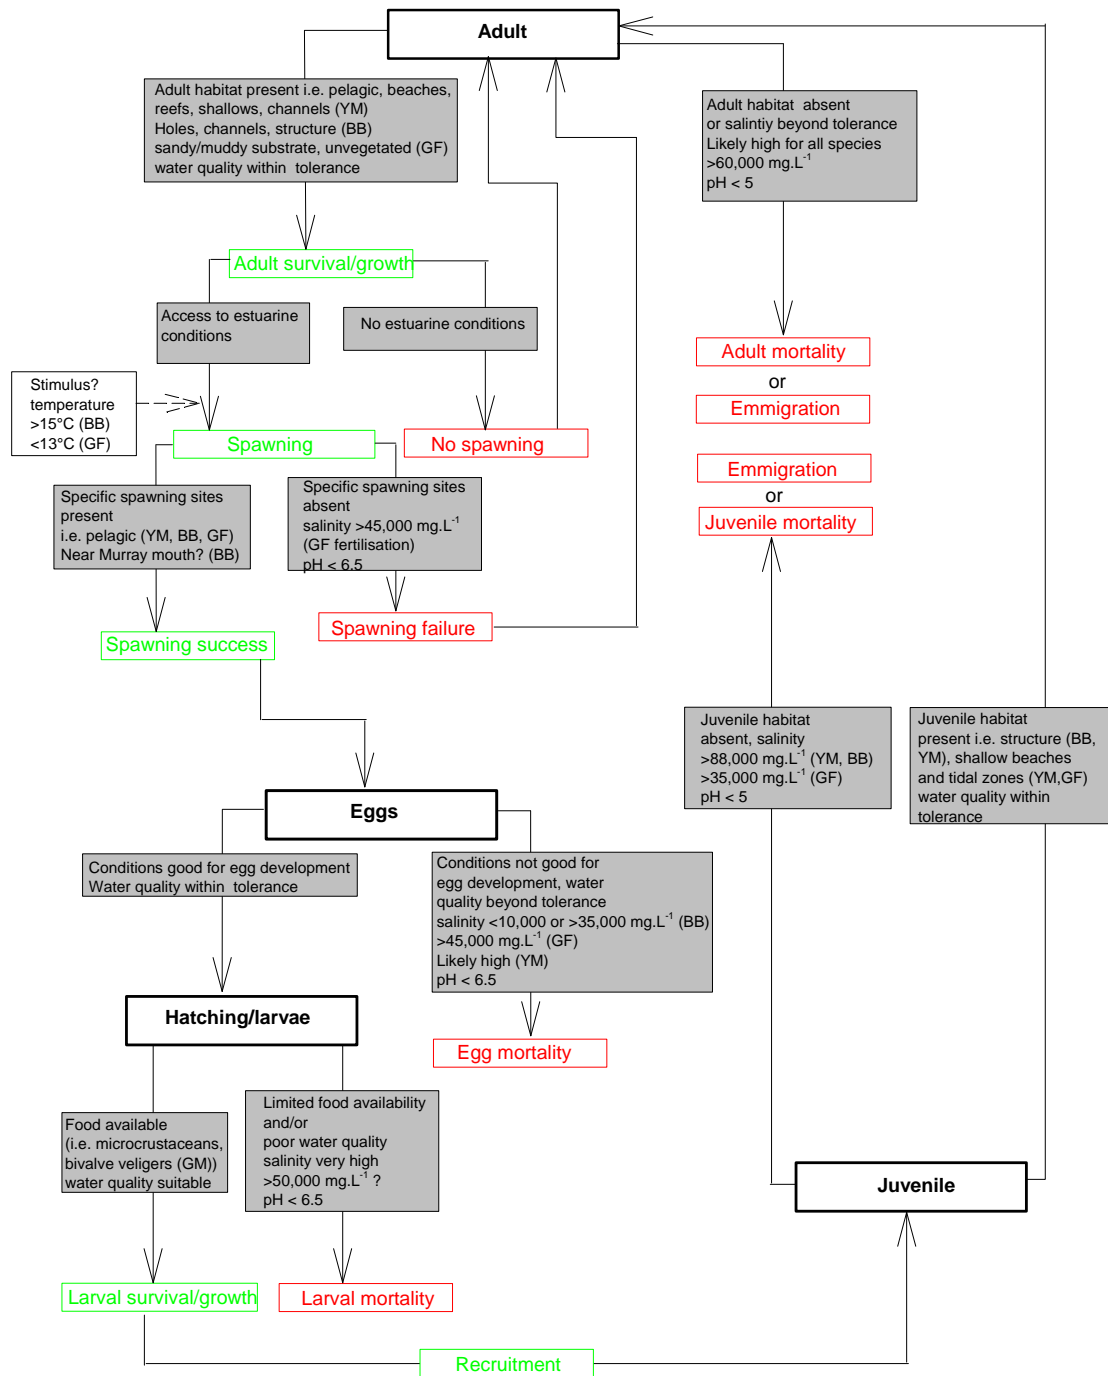 Adult
Adult habitat present i.e. pelagic, beaches,
reefs, shallows, channels (YM)
Holes, channels, structure (BB)
sandy/muddy substrate, unvegetated (GF)
water quality within  tolerance
Adult habitat  absent
or salintiy beyond tolerance
Likely high for all species
>60,000 mg.L⁻¹
pH < 5
Adult survival/growth
Access to estuarine
conditions
No estuarine conditions
Stimulus?
temperature
>15°C (BB)
<13°C (GF)
Adult mortality
or
Emmigration
Spawning
No spawning
Emmigration
or
Juvenile mortality
Specific spawning sites
present
i.e. pelagic (YM, BB, GF)
Near Murray mouth? (BB)
Specific spawning sites
absent
salinity >45,000 mg.L⁻¹
(GF fertilisation)
pH < 6.5
Spawning success
Spawning failure
Juvenile habitat
absent, salinity
>88,000 mg.L⁻¹ (YM, BB)
>35,000 mg.L⁻¹ (GF)
pH < 5
Juvenile habitat
present i.e. structure (BB,
YM), shallow beaches
and tidal zones (YM,GF)
water quality within
tolerance
Eggs
Conditions good for egg development
Water quality within  tolerance
Conditions not good for
egg development, water
quality beyond tolerance
salinity <10,000 or >35,000 mg.L⁻¹ (BB)
>45,000 mg.L⁻¹ (GF)
Likely high (YM)
pH < 6.5
Hatching/larvae
Egg mortality
Food available
(i.e. microcrustaceans,
bivalve veligers (GM))
water quality suitable
Limited food availability
and/or
poor water quality
salinity very high
>50,000 mg.L⁻¹ ?
pH < 6.5
Juvenile
Larval survival/growth
Larval mortality
Recruitment